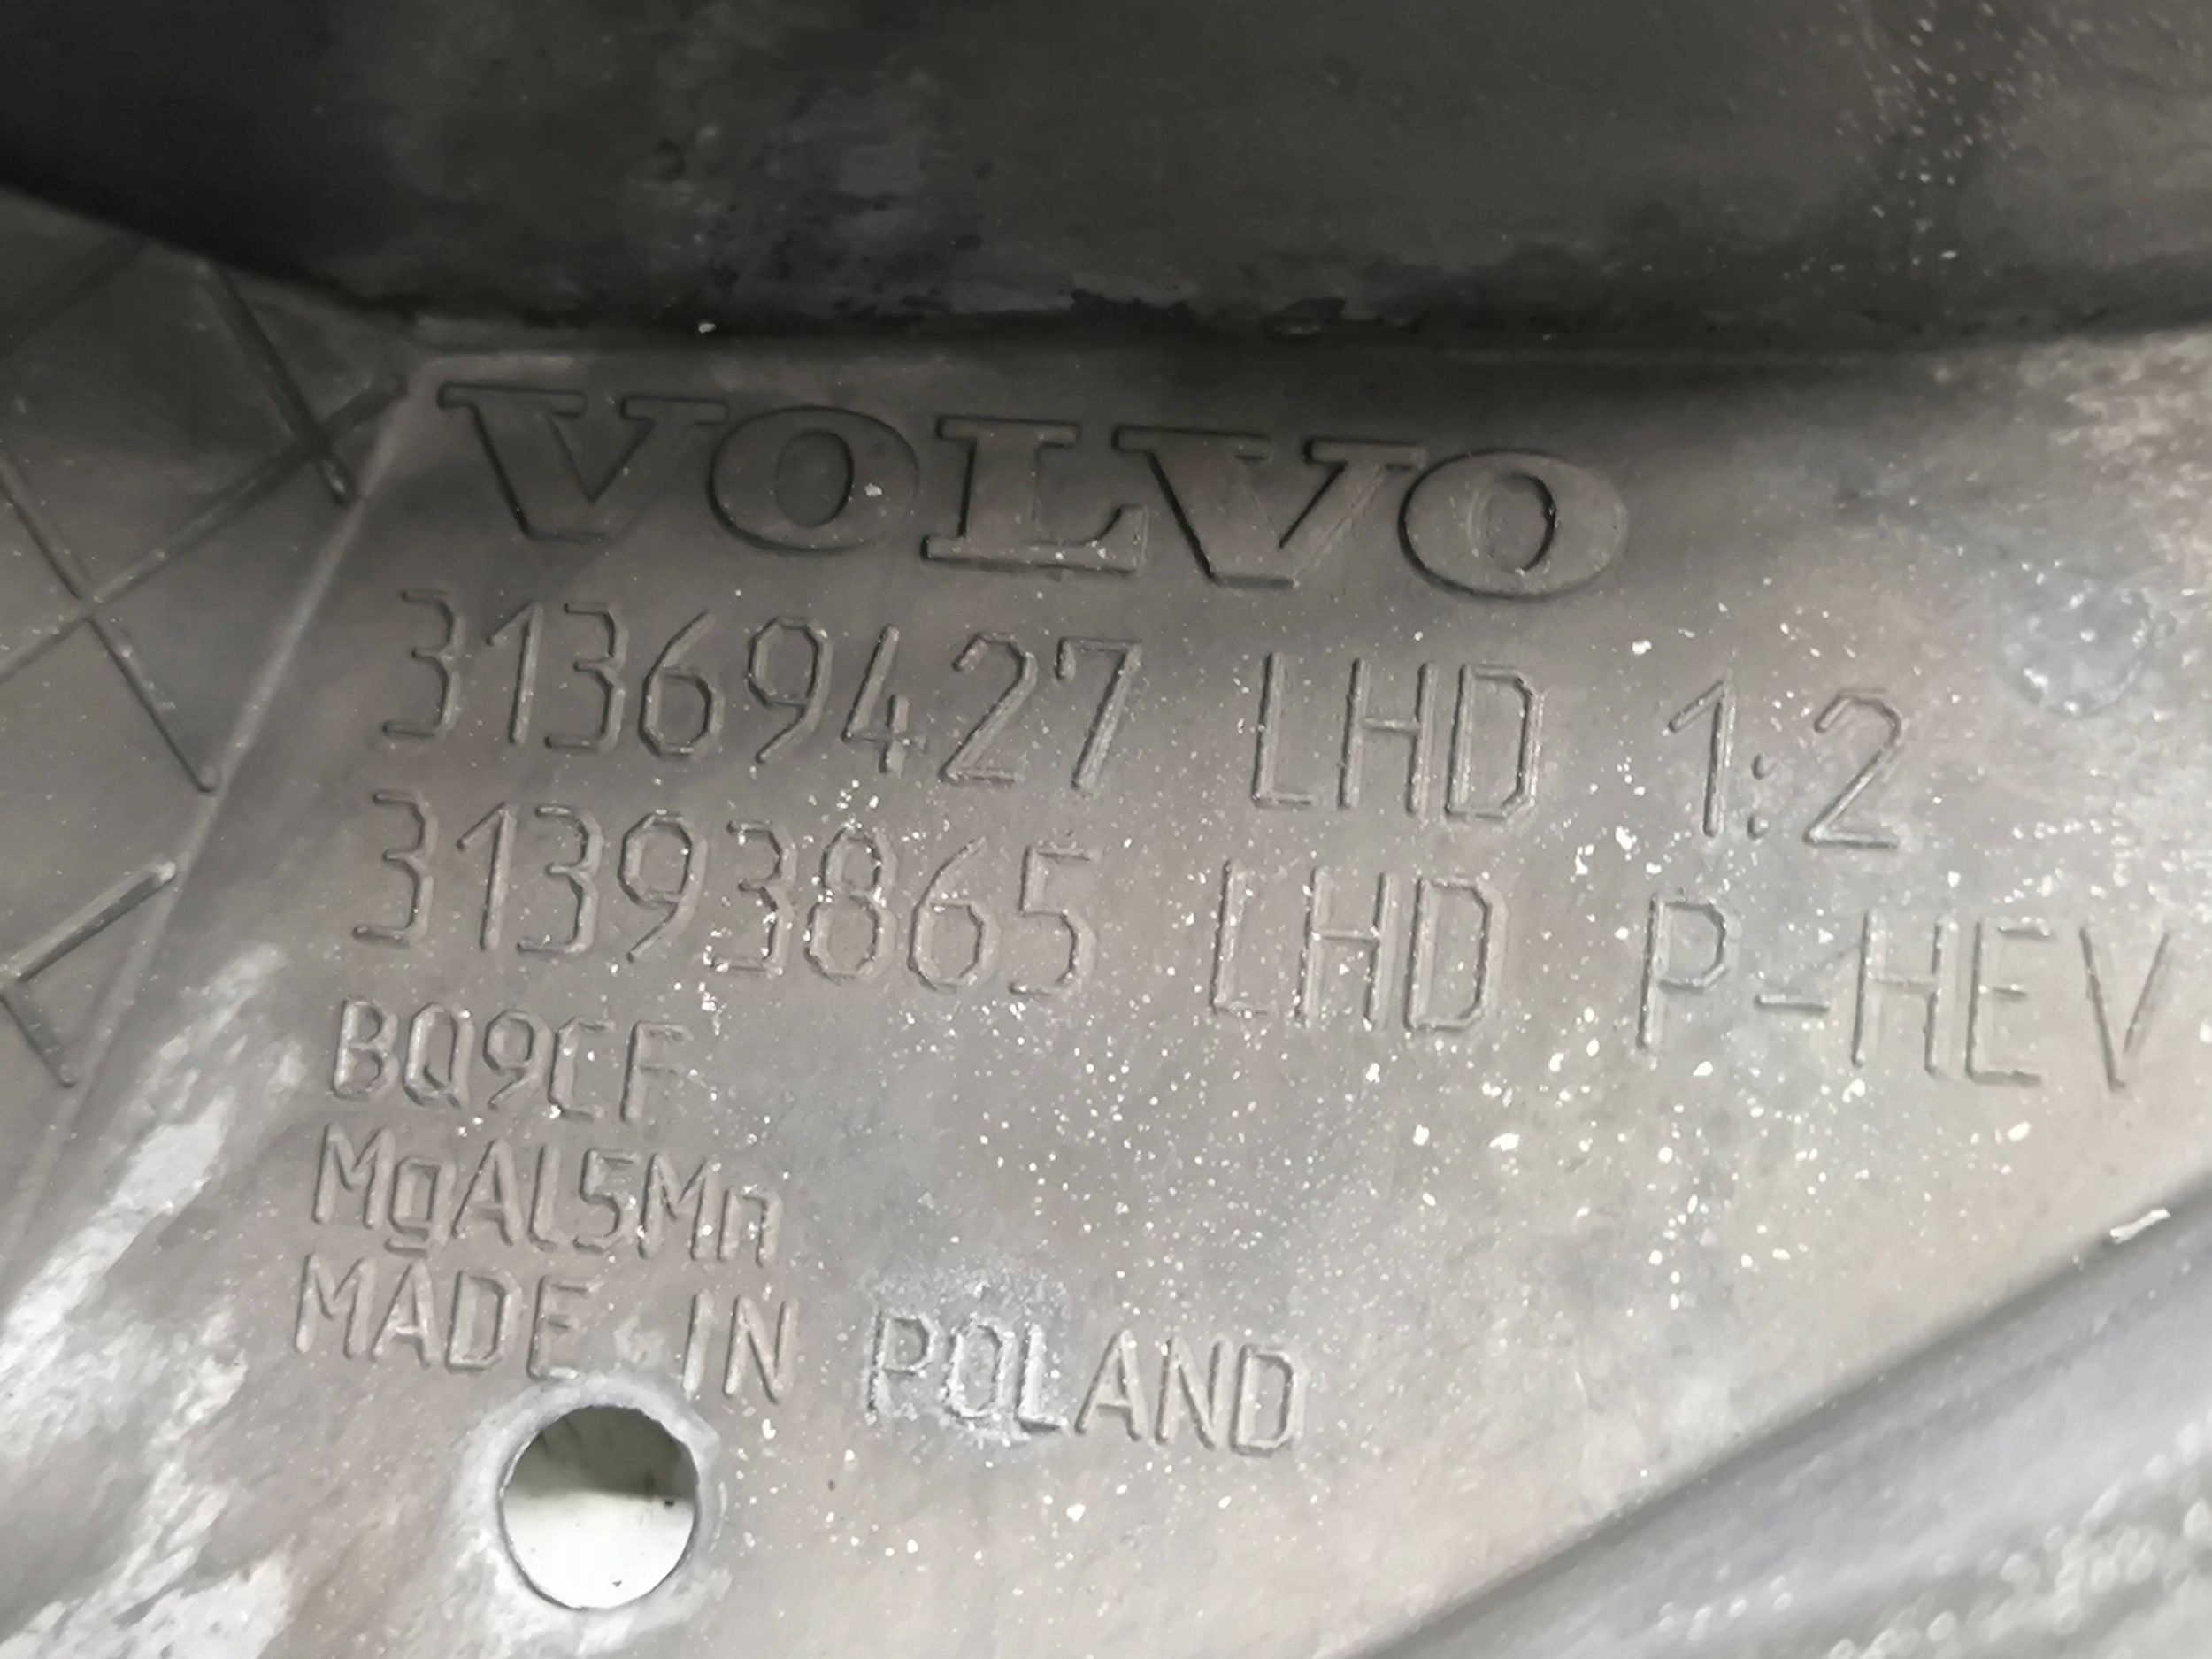 VOLVO
31369427 LHD 1:2
31393865 LHD P-HEV
BQ9CF
MgAl5Mn
MADE IN POLAND